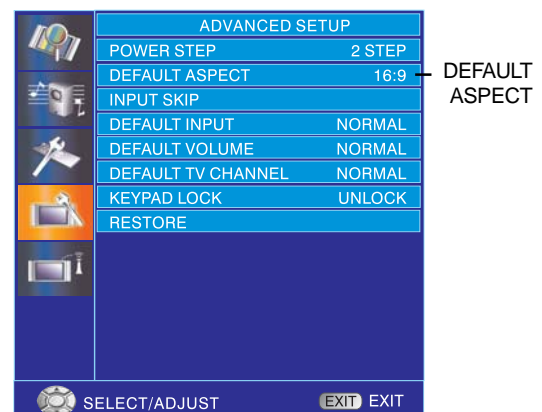 ADVANCED SETUP
POWER STEP 2 STEP
DEFAULT ASPECT 16:9
INPUT SKIP
DEFAULT INPUT NORMAL
DEFAULT VOLUME NORMAL
DEFAULT TV CHANNEL NORMAL
KEYPAD LOCK UNLOCK
RESTORE
SELECT/ADJUST EXIT EXIT
DEFAULT
ASPECT